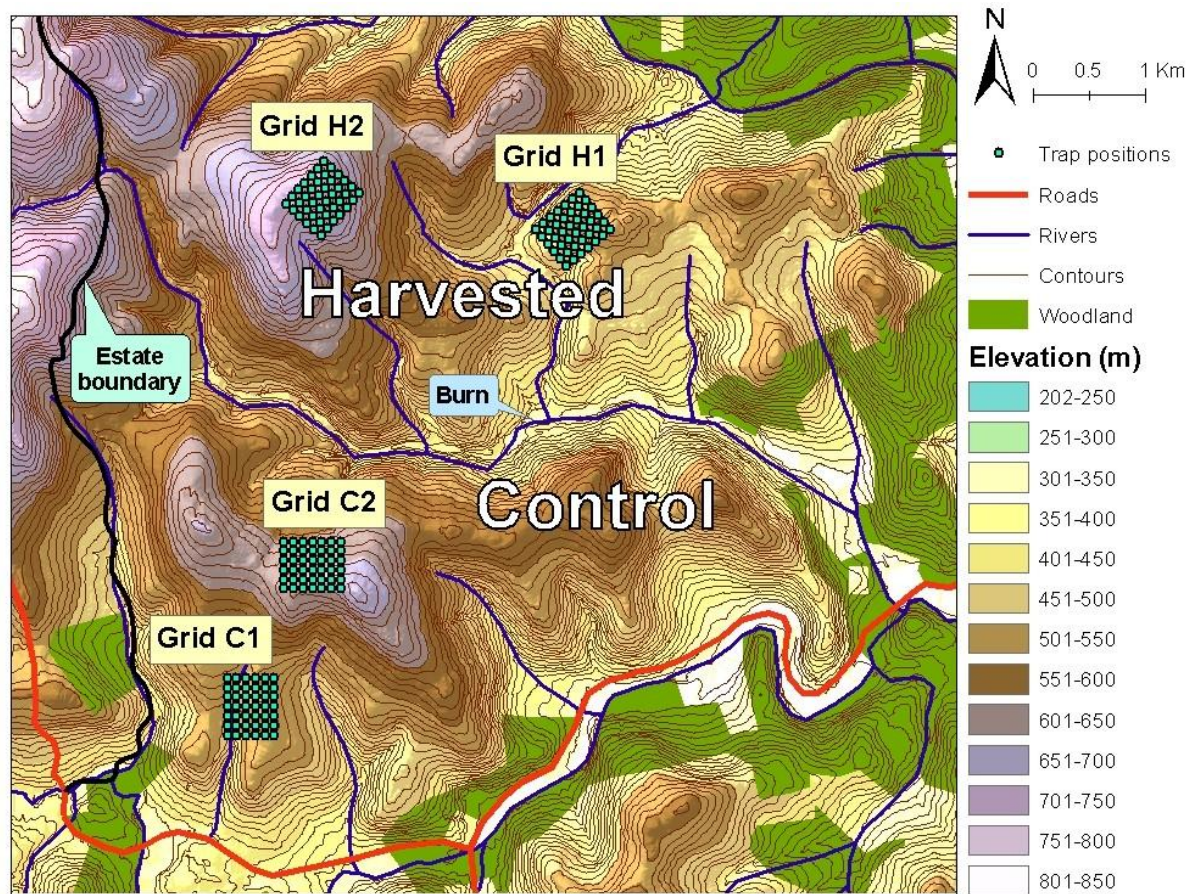 Grid H2
Grid H1
Harvested
Estate
boundary
Burn
Grid C2
Control
Grid C1
N
0 0.5 1 Km
Trap positions
Roads
Rivers
Contours
Woodland
Elevation (m)
202-250
251-300
301-350
351-400
401-450
451-500
501-550
551-600
601-650
651-700
701-750
751-800
801-850